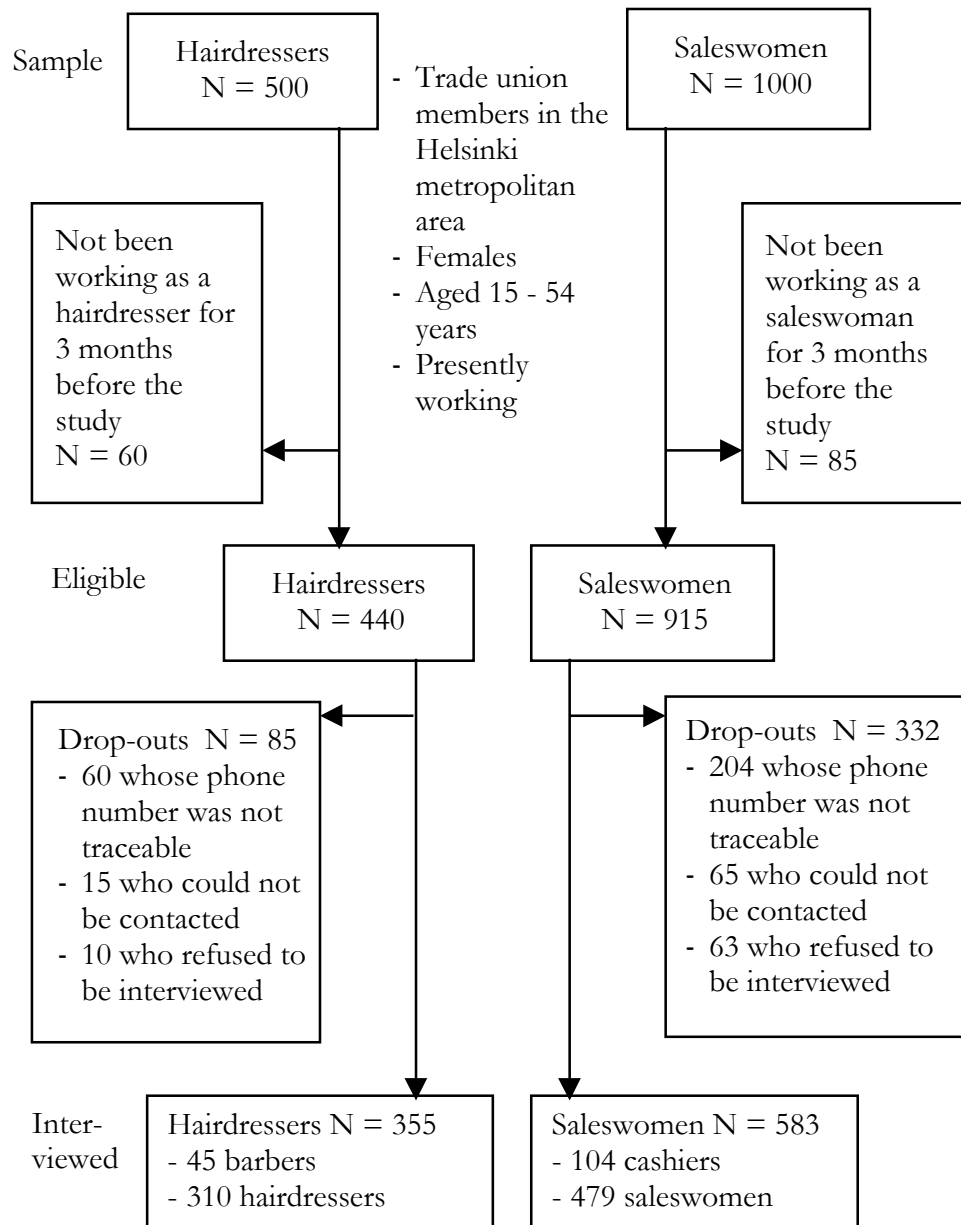 Sample
Hairdressers
N = 500
- Trade union
members in the
Helsinki
metropolitan
area
- Females
- Aged 15 - 54
years
- Presently
working
Saleswomen
N = 1000
Not been
working as a
hairdresser for
3 months
before the
study
N = 60
Not been
working as a
saleswoman
for 3 months
before the
study
N = 85
Eligible
Hairdressers
N = 440
Saleswomen
N = 915
Drop-outs N = 85
- 60 whose phone
number was not
traceable
- 15 who could not
be contacted
- 10 who refused to
be interviewed
Drop-outs N = 332
- 204 whose phone
number was not
traceable
- 65 who could not
be contacted
- 63 who refused to
be interviewed
Inter-
viewed
Hairdressers N = 355
- 45 barbers
- 310 hairdressers
Saleswomen N = 583
- 104 cashiers
- 479 saleswomen